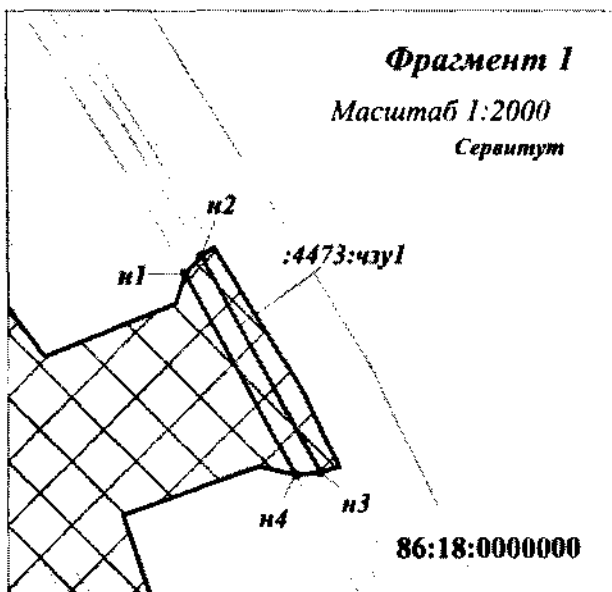 Фрагмент 1
Масштаб 1:2000
Сервитут
н2
:4473:чзу1
н1
н3
н4
86:18:0000000